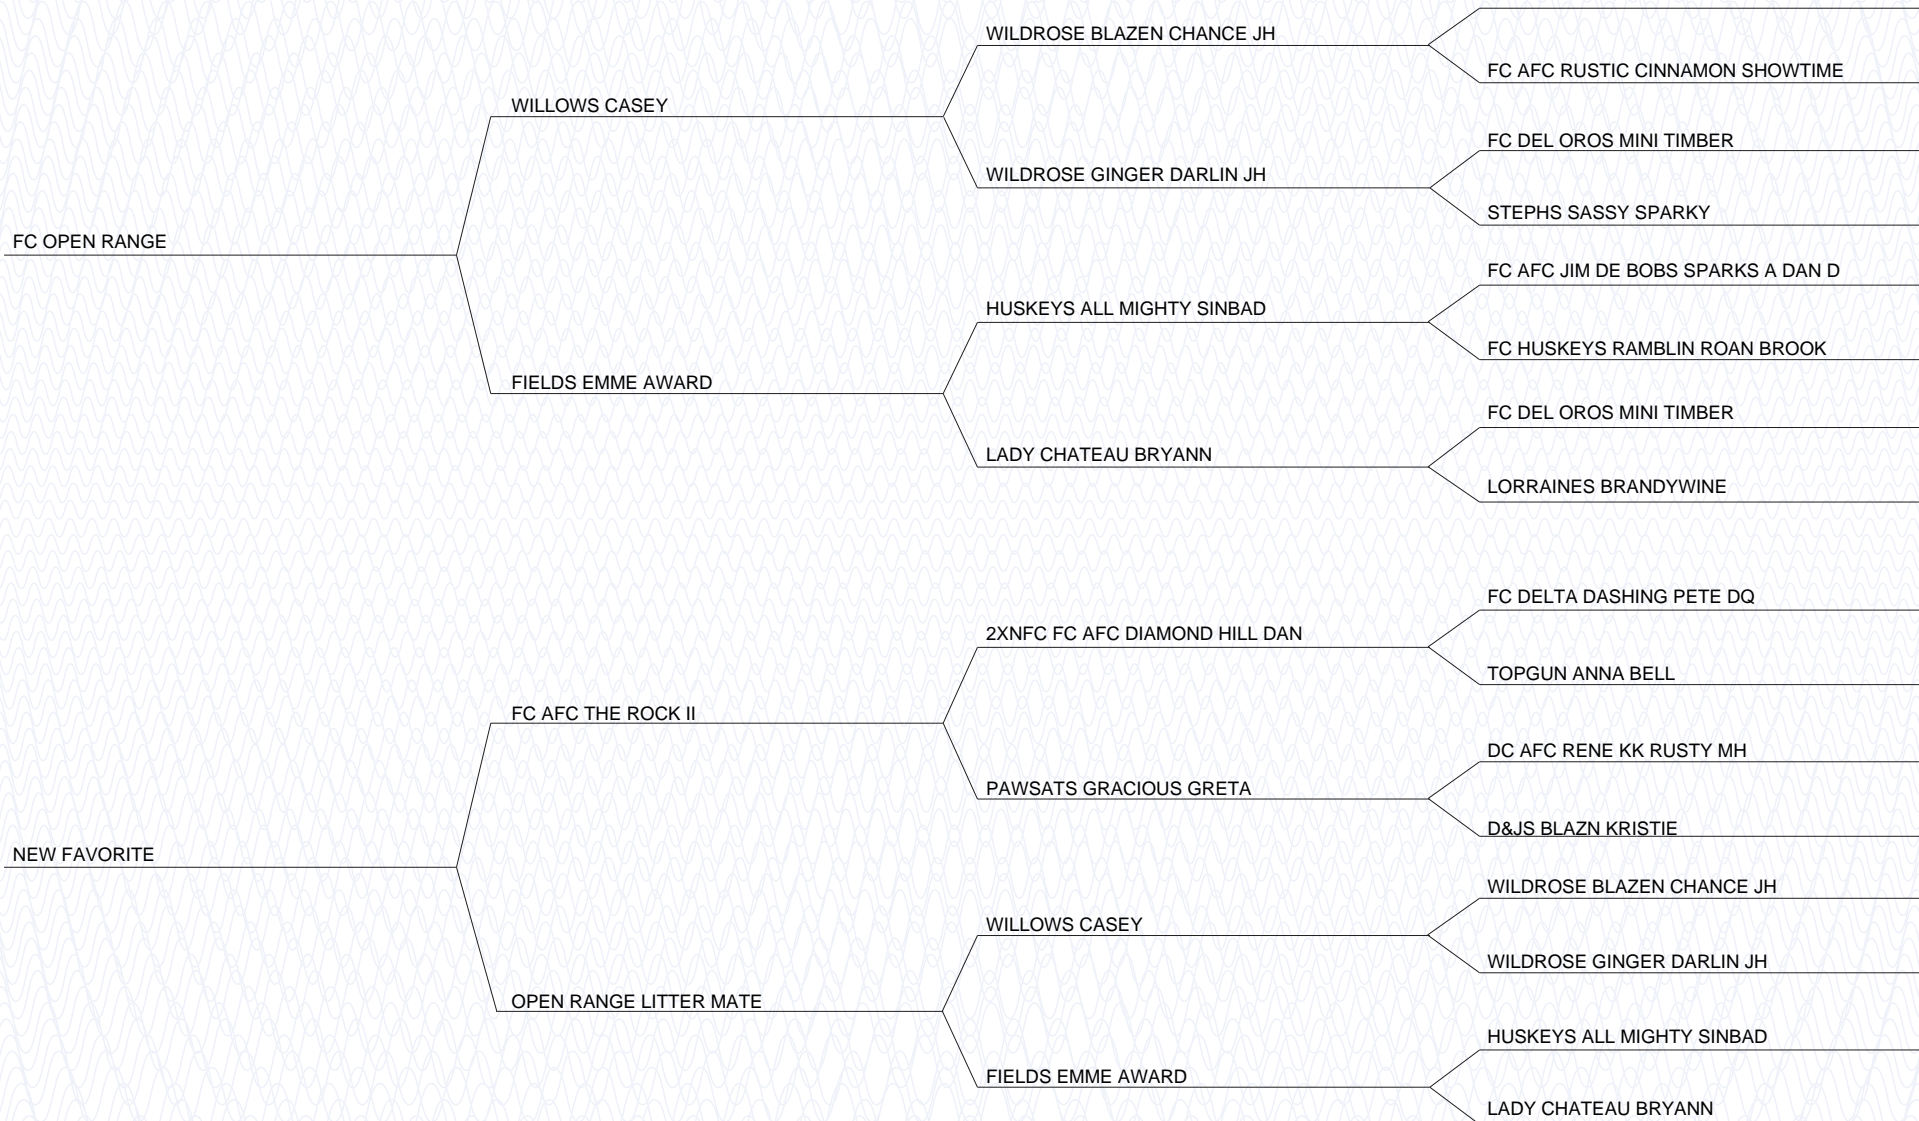 FC OPEN RANGE
WILLOWS CASEY
WILDROSE BLAZEN CHANCE JH
FC AFC RUSTIC CINNAMON SHOWTIME
WILDROSE GINGER DARLIN JH
FC DEL OROS MINI TIMBER
STEPHS SASSY SPARKY
FIELDS EMME AWARD
HUSKEYS ALL MIGHTY SINBAD
FC AFC JIM DE BOBS SPARKS A DAN D
FC HUSKEYS RAMBLIN ROAN BROOK
LADY CHATEAU BRYANN
FC DEL OROS MINI TIMBER
LORRAINES BRANDYWINE
NEW FAVORITE
FC AFC THE ROCK II
2XNFC FC AFC DIAMOND HILL DAN
FC DELTA DASHING PETE DQ
TOPGUN ANNA BELL
PAWSATS GRACIOUS GRETA
DC AFC RENE KK RUSTY MH
D&JS BLAZN KRISTIE
OPEN RANGE LITTER MATE
WILLOWS CASEY
WILDROSE BLAZEN CHANCE JH
WILDROSE GINGER DARLIN JH
FIELDS EMME AWARD
HUSKEYS ALL MIGHTY SINBAD
LADY CHATEAU BRYANN